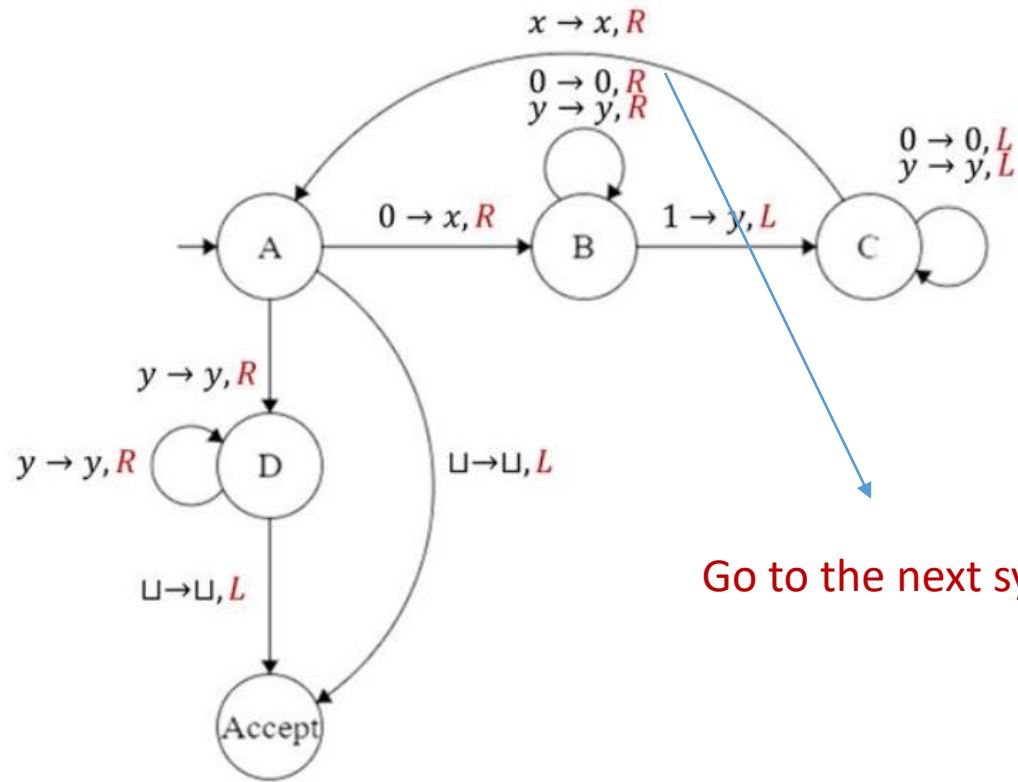 x → x, R
0 → 0, R
y → y, R
0 → 0, L
y → y, L
0 → x, R
1 → y, L
A
B
C
y → y, R
y → y, R
D
⊔→⊔, L
⊔→⊔, L
Go to the next sy
Accept